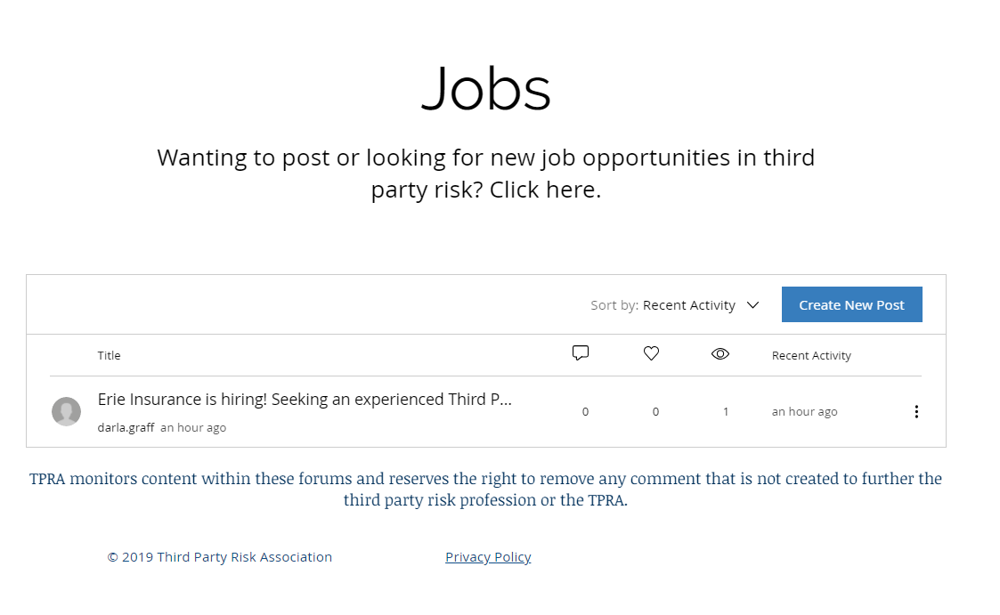 Jobs
Wanting to post or looking for new job opportunities in third
party risk? Click here.
Sort by: Recent Activity
Create New Post
Title
Recent Activity
Erie Insurance is hiring! Seeking an experienced Third P...
0 0 1 an hour ago
darla.graff an hour ago
TPRA monitors content within these forums and reserves the right to remove any comment that is not created to further the
third party risk profession or the TPRA.
© 2019 Third Party Risk Association
Privacy Policy